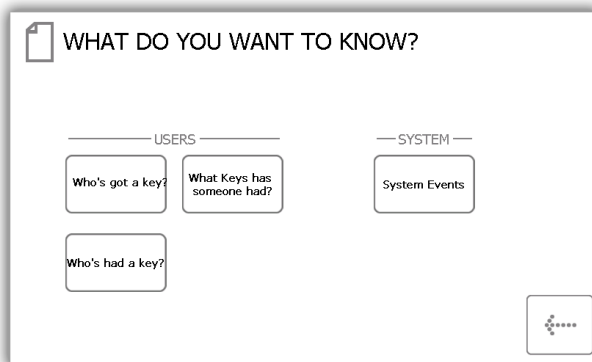 WHAT DO YOU WANT TO KNOW?
USERS
SYSTEM
Who's got a key?
What Keys has
someone had?
System Events
Who's had a key?